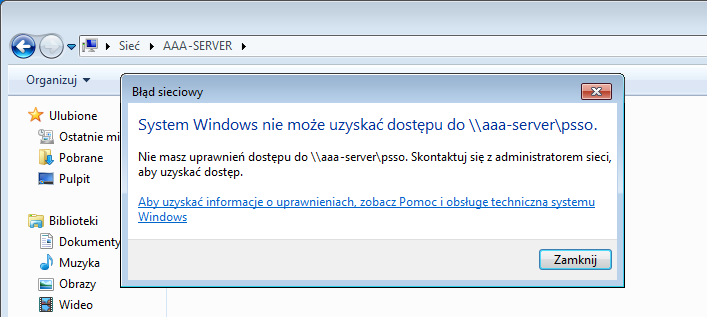 Sieć
AAA-SERVER
Organizuj
Błąd sieciowy
System Windows nie może uzyskać dostępu do \\aaa-server\psso.
Nie masz uprawnień dostępu do \\aaa-server\psso. Skontaktuj się z administratorem sieci,
aby uzyskać dostęp.
Aby uzyskać informacje o uprawnieniach, zobacz Pomoc i obsługę techniczną systemu
Windows
Zamknij
Ulubione
Ostatnie mi
Pobrane
Pulpit
Biblioteki
Dokumenty
Muzyka
Obrazy
Wideo